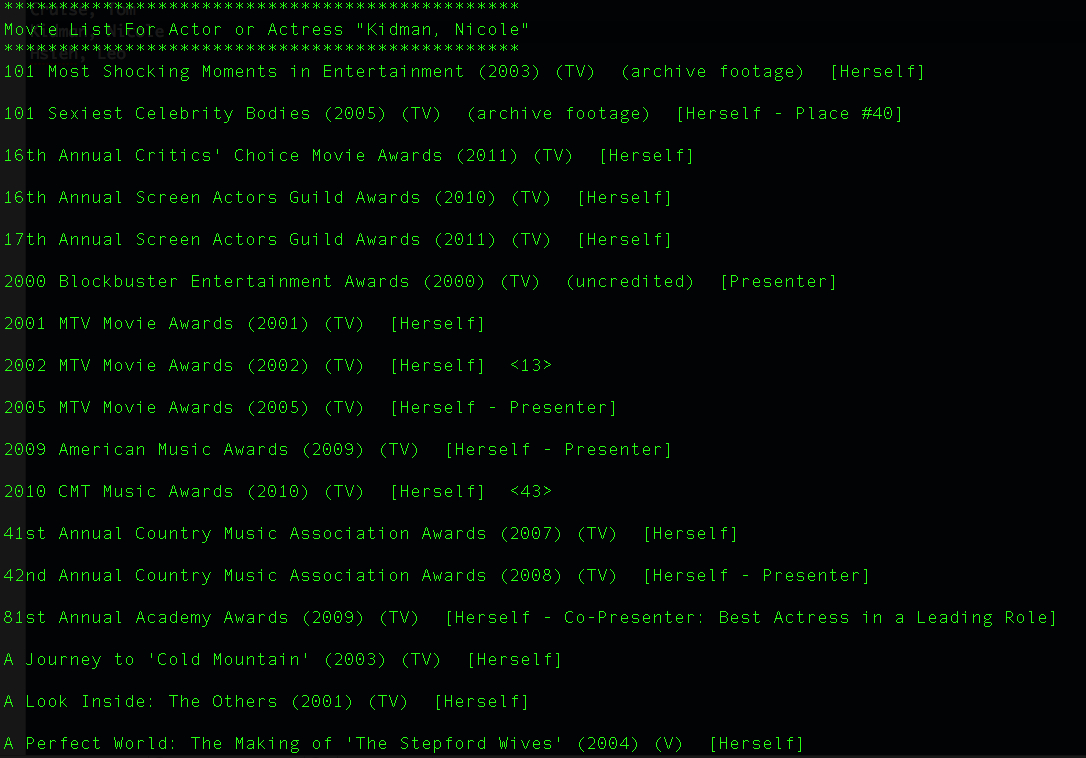 ***********************************************
Movie List For Actor or Actress "Kidman, Nicole"
***********************************************
101 Most Shocking Moments in Entertainment (2003) (TV)  (archive footage)  [Herself]
101 Sexiest Celebrity Bodies (2005) (TV)  (archive footage)  [Herself - Place #40]
16th Annual Critics' Choice Movie Awards (2011) (TV)  [Herself]
16th Annual Screen Actors Guild Awards (2010) (TV)  [Herself]
17th Annual Screen Actors Guild Awards (2011) (TV)  [Herself]
2000 Blockbuster Entertainment Awards (2000) (TV)  (uncredited)  [Presenter]
2001 MTV Movie Awards (2001) (TV)  [Herself]
2002 MTV Movie Awards (2002) (TV)  [Herself]  <13>
2005 MTV Movie Awards (2005) (TV)  [Herself - Presenter]
2009 American Music Awards (2009) (TV)  [Herself - Presenter]
2010 CMT Music Awards (2010) (TV)  [Herself]  <43>
41st Annual Country Music Association Awards (2007) (TV)  [Herself]
42nd Annual Country Music Association Awards (2008) (TV)  [Herself - Presenter]
81st Annual Academy Awards (2009) (TV)  [Herself - Co-Presenter: Best Actress in a Leading Role]
A Journey to 'Cold Mountain' (2003) (TV)  [Herself]
A Look Inside: The Others (2001) (TV)  [Herself]
A Perfect World: The Making of 'The Stepford Wives' (2004) (V)  [Herself]